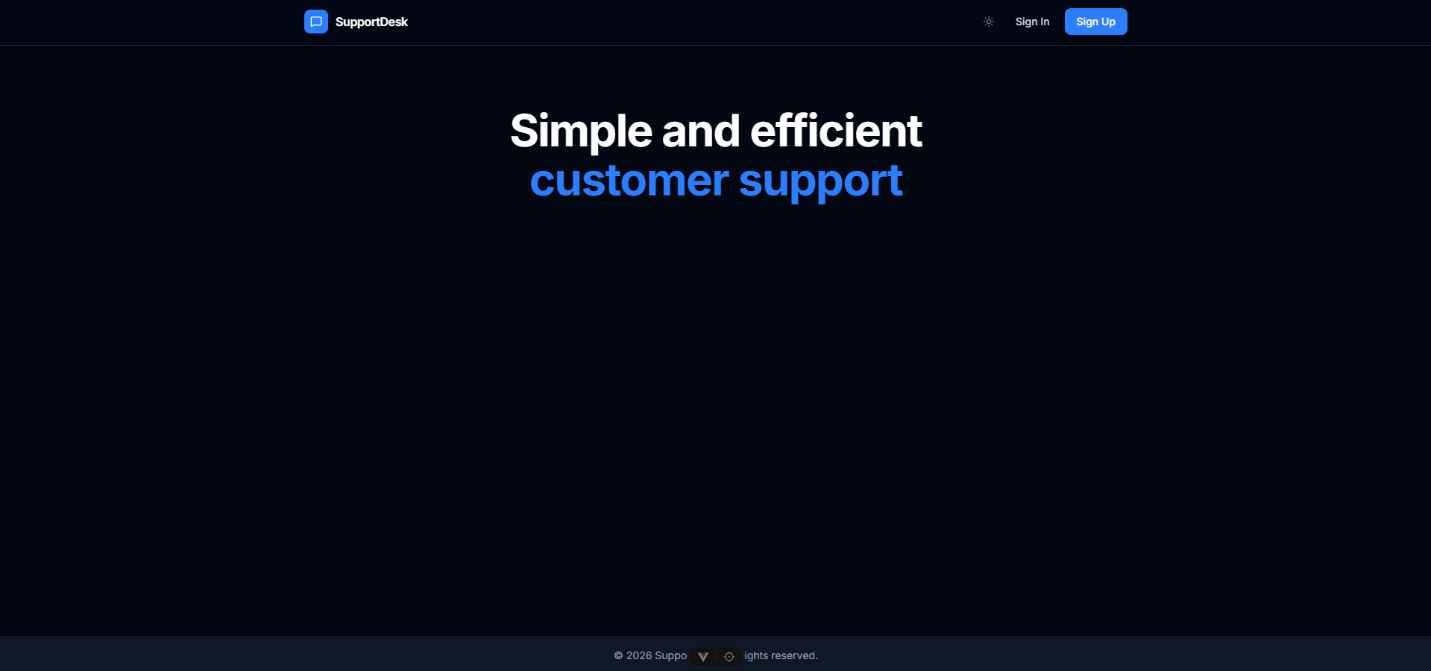 SupportDesk
Sign In
Sign Up
Simple and efficient
customer support
© 2026 Suppo ights reserved.